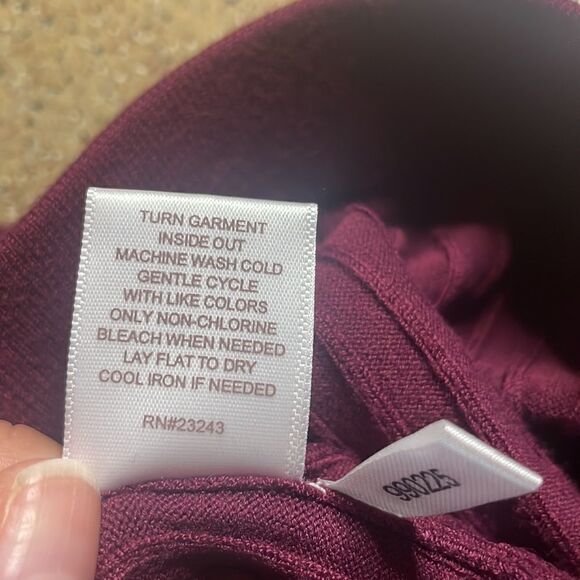 TURN GARMENT
INSIDE OUT
MACHINE WASH COLD
GENTLE CYCLE
WITH LIKE COLORS
ONLY NON-CHLORINE
BLEACH WHEN NEEDED
LAY FLAT TO DRY
COOL IRON IF NEEDED
RN#23243
990225